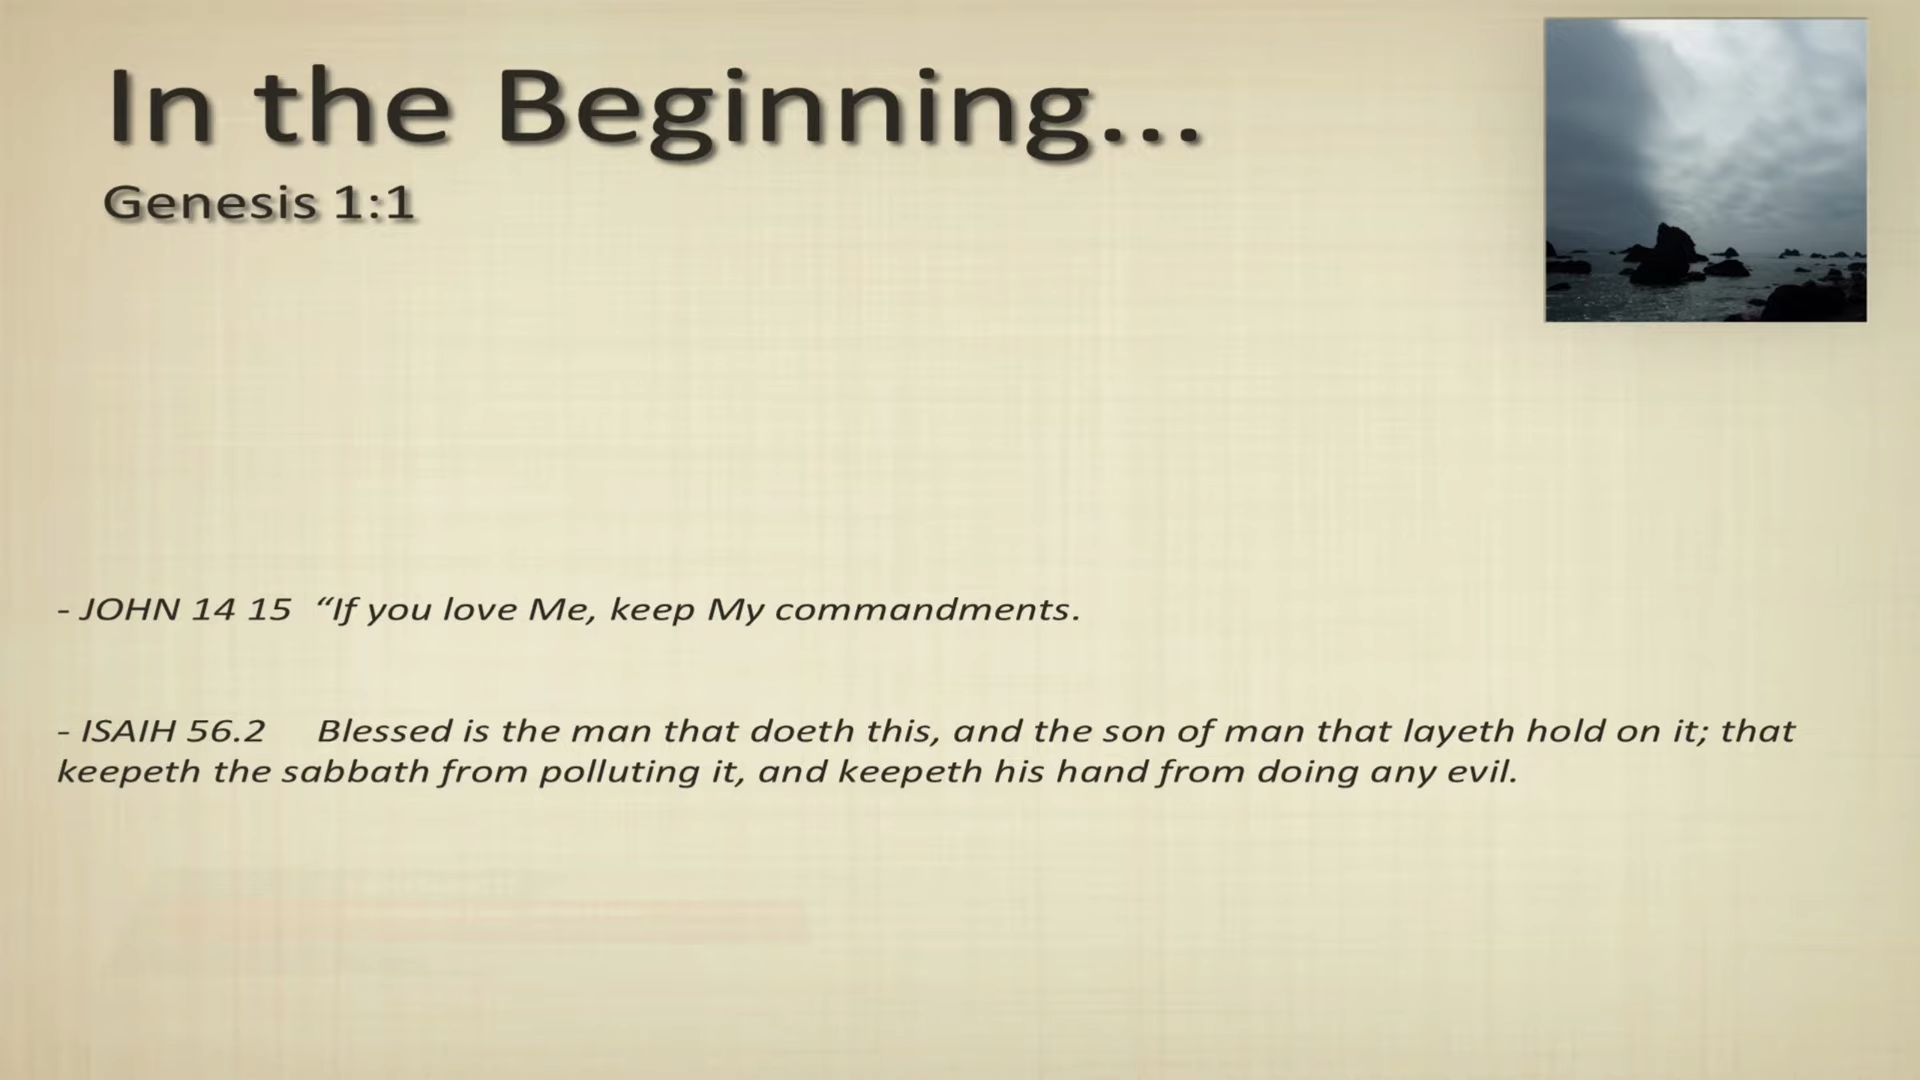 In the Beginning...
Genesis 1:1
- JOHN 14 15  “If you love Me, keep My commandments.
- ISAIH 56.2     Blessed is the man that doeth this, and the son of man that layeth hold on it; that
keepeth the sabbath from polluting it, and keepeth his hand from doing any evil.